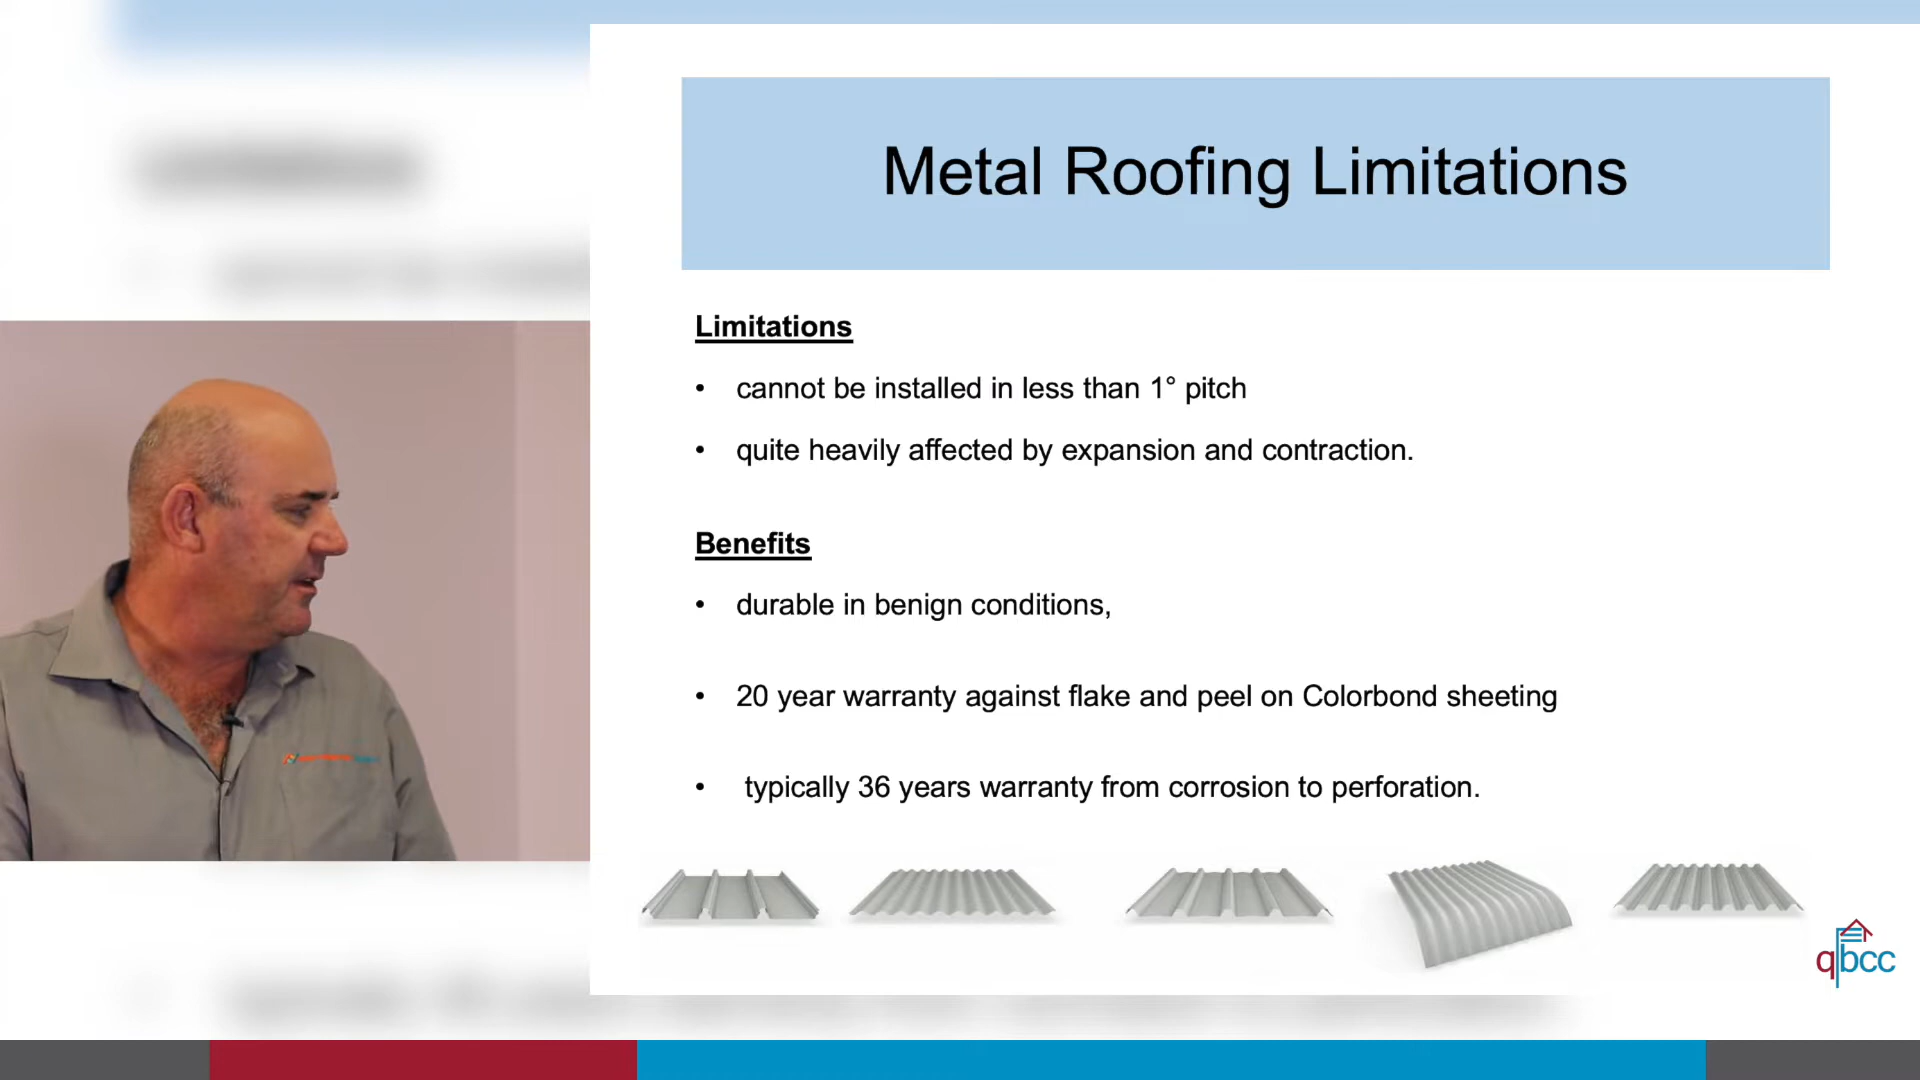 Metal Roofing Limitations
Limitations
• cannot be installed in less than 1° pitch
• quite heavily affected by expansion and contraction.
Benefits
• durable in benign conditions,
• 20 year warranty against flake and peel on Colorbond sheeting
• typically 36 years warranty from corrosion to perforation.
qbcc